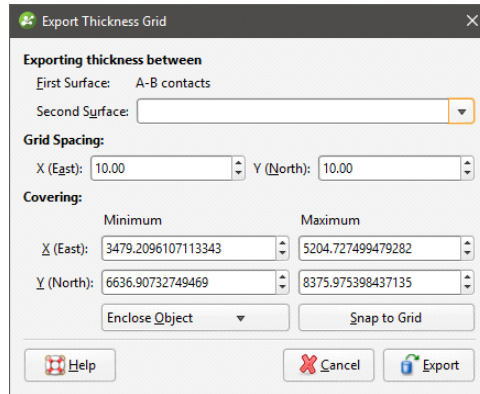 Export Thickness Grid
Exporting thickness between
First Surface: A-B contacts
Second Surface:
Grid Spacing:
X (East): 10.00 Y (North): 10.00
Covering:
Minimum Maximum
X (East): 3479.2096107113343 5204.727499479282
Y (North): 6636.90732749469 8375.975398437135
Enclose Object Snap to Grid
Help Cancel Export